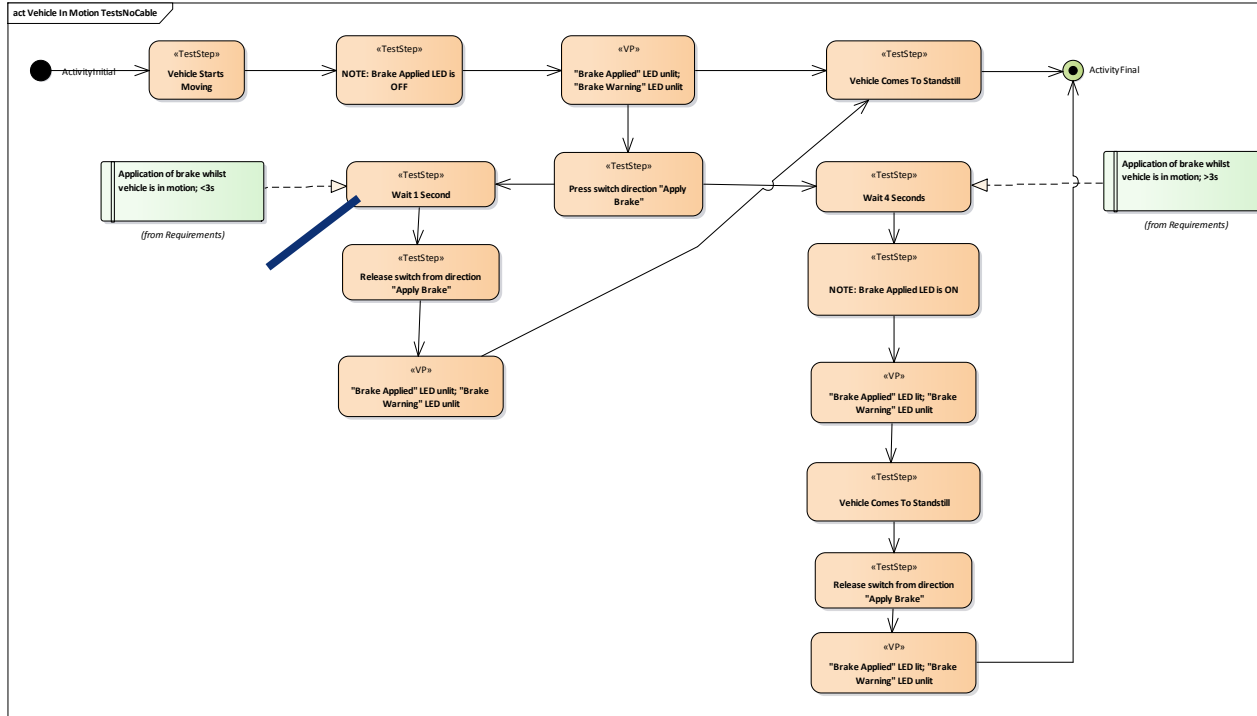 act Vehicle In Motion TestsNoCable
ActivityInitial
«TestStep»
Vehicle Starts
Moving
«TestStep»
NOTE: Brake Applied LED is
OFF
«VP»
"Brake Applied" LED unlit;
"Brake Warning" LED unlit
«TestStep»
Vehicle Comes To Standstill
ActivityFinal
Application of brake whilst
vehicle is in motion; <3s
(from Requirements)
«TestStep»
Wait 1 Second
«TestStep»
Press switch direction "Apply
Brake"
«TestStep»
Wait 4 Seconds
Application of brake whilst
vehicle is in motion; >3s
(from Requirements)
«TestStep»
Release switch from direction
"Apply Brake"
«TestStep»
NOTE: Brake Applied LED is ON
«VP»
"Brake Applied" LED unlit; "Brake
Warning" LED unlit
«VP»
"Brake Applied" LED lit; "Brake
Warning" LED unlit
«TestStep»
Vehicle Comes To Standstill
«TestStep»
Release switch from direction
"Apply Brake"
«VP»
"Brake Applied" LED lit; "Brake
Warning" LED unlit